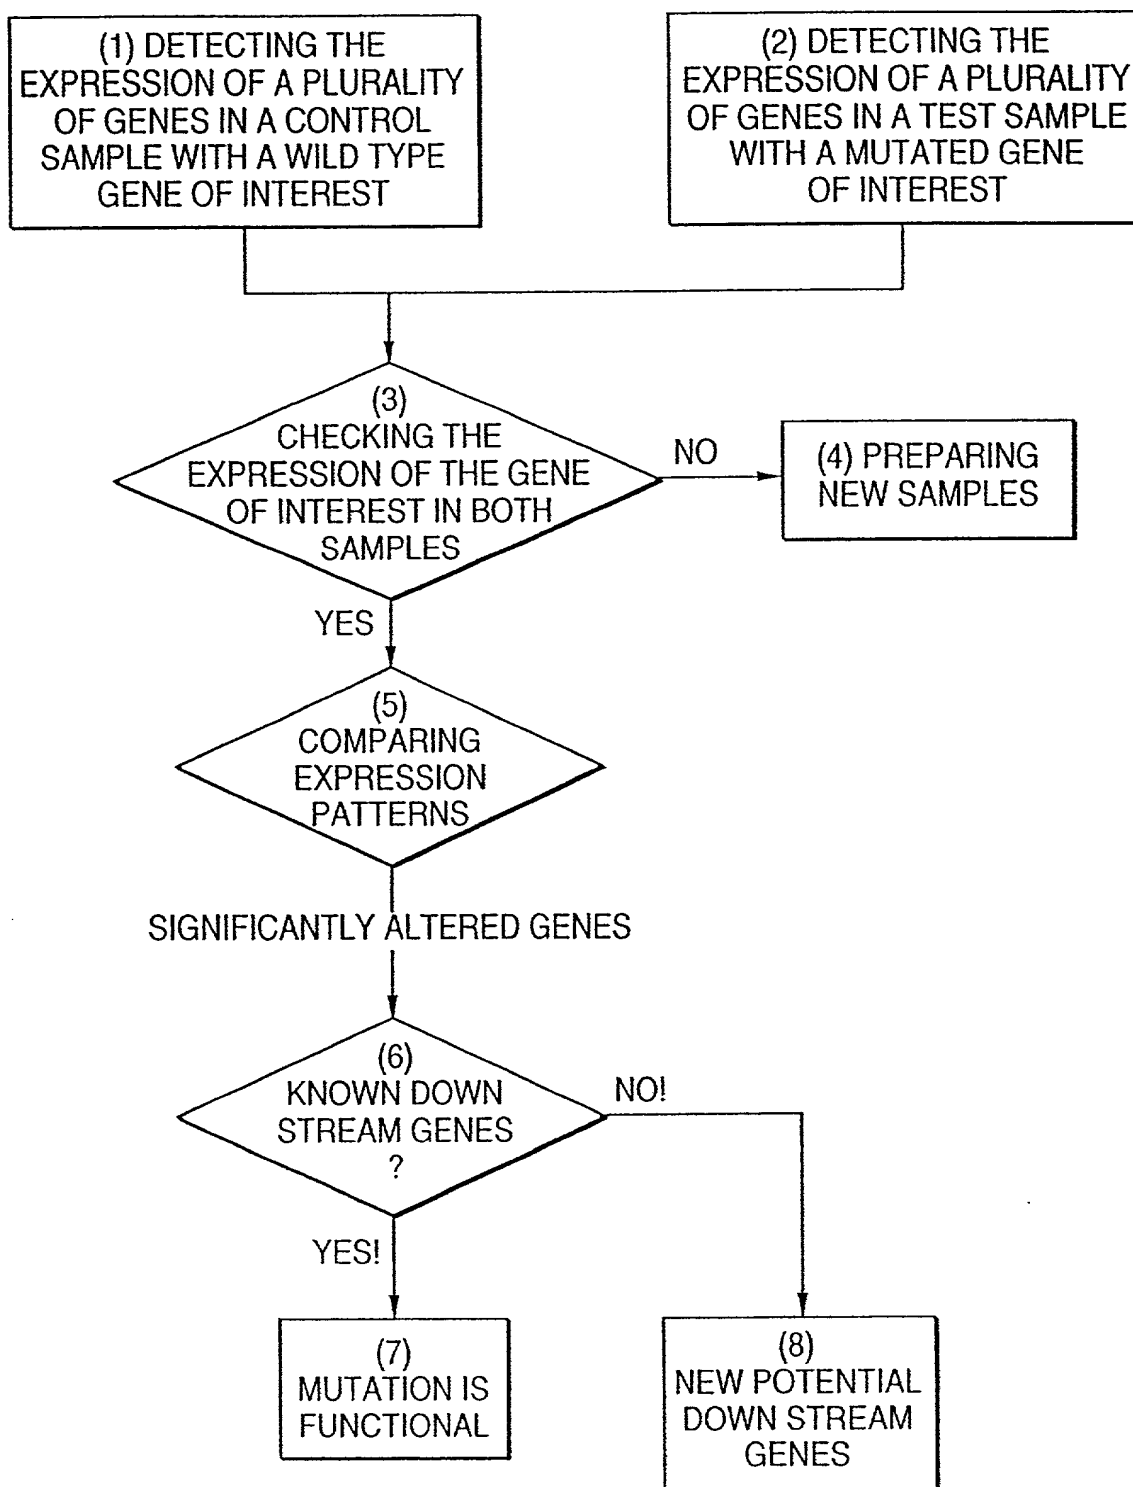 (1) DETECTING THE
EXPRESSION OF A PLURALITY
OF GENES IN A CONTROL
SAMPLE WITH A WILD TYPE
GENE OF INTEREST
(2) DETECTING THE
EXPRESSION OF A PLURALITY
OF GENES IN A TEST SAMPLE
WITH A MUTATED GENE
OF INTEREST
(3)
CHECKING THE
EXPRESSION OF THE GENE
OF INTEREST IN BOTH
SAMPLES
NO
(4) PREPARING
NEW SAMPLES
YES
(5)
COMPARING
EXPRESSION
PATTERNS
SIGNIFICANTLY ALTERED GENES
(6)
KNOWN DOWN
STREAM GENES
?
NO!
YES!
(7)
MUTATION IS
FUNCTIONAL
(8)
NEW POTENTIAL
DOWN STREAM
GENES